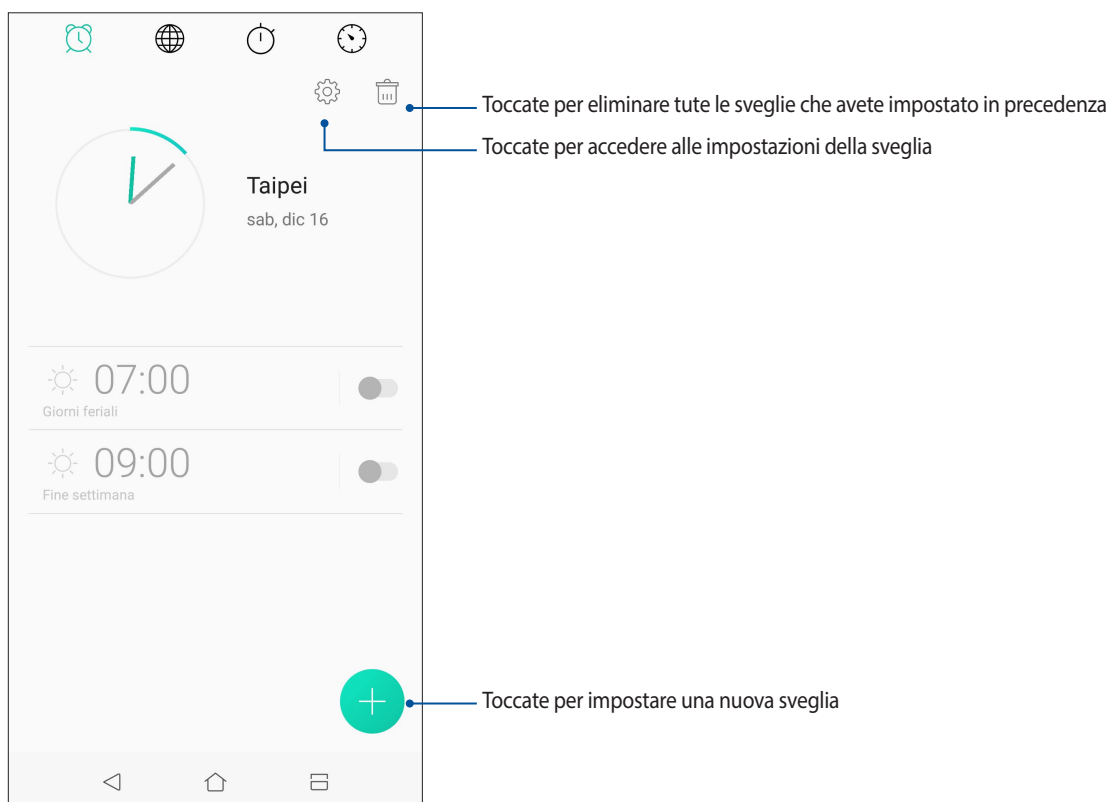 Toccate per eliminare tute le sveglie che avete impostato in precedenza
Toccate per accedere alle impostazioni della sveglia
Taipei
sab, dic 16
07:00
Giorni feriali
09:00
Fine settimana
Toccate per impostare una nuova sveglia